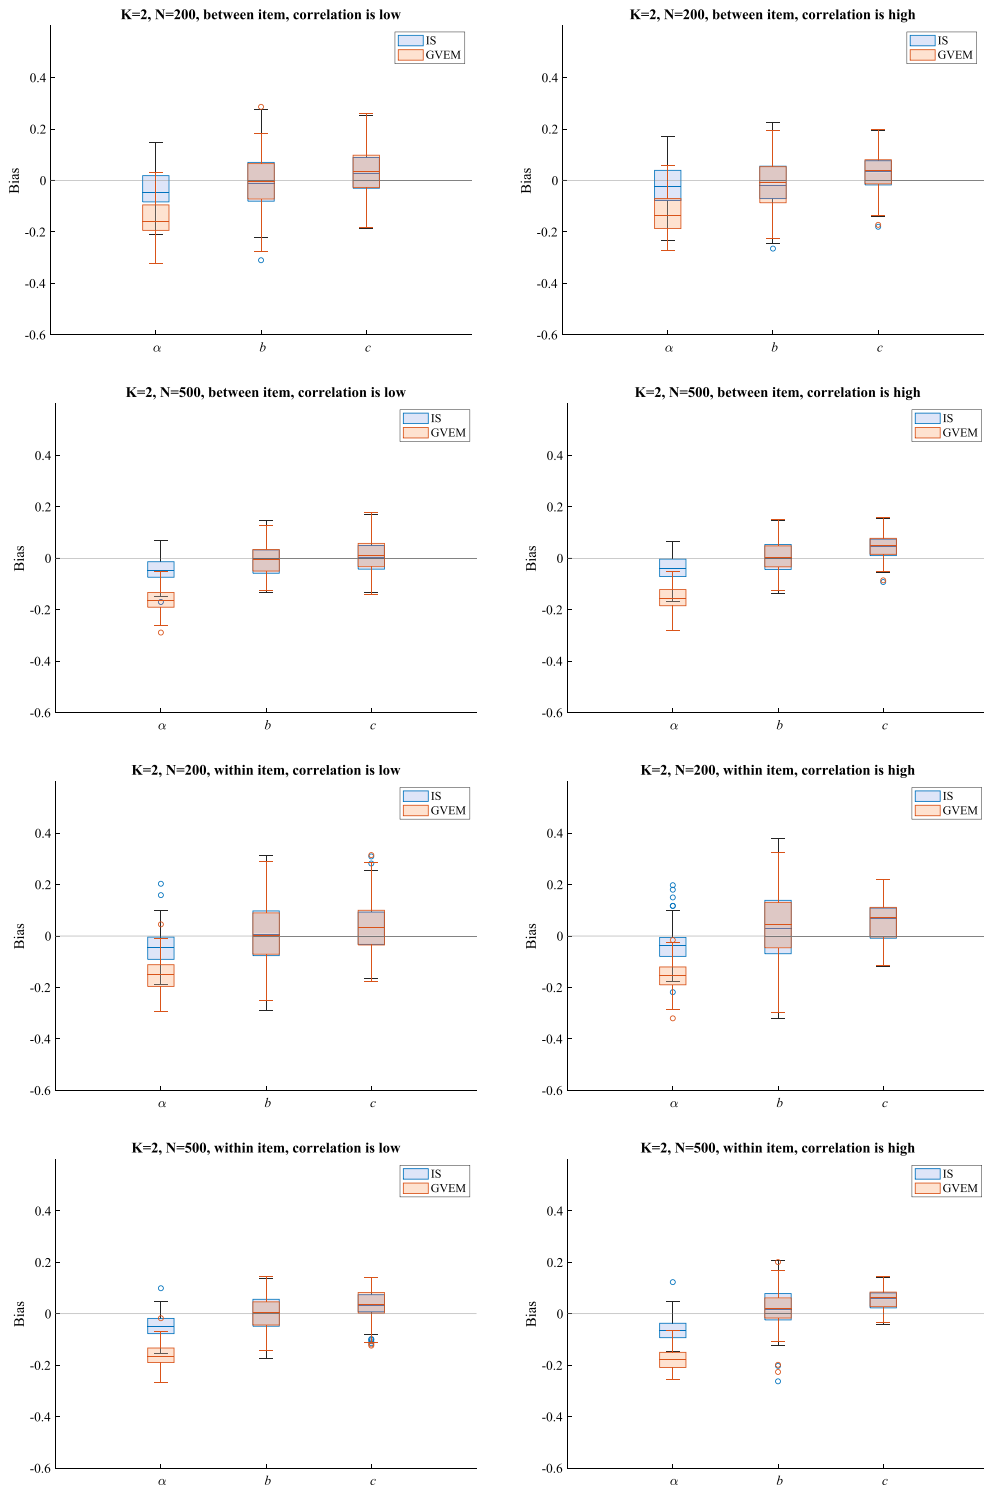 K=2, N=200, between item, correlation is low
IS
GVEM
0.4
0.2
0
-0.2
-0.4
-0.6
Bias
α
b
c
K=2, N=200, between item, correlation is high
IS
GVEM
0.4
0.2
0
-0.2
-0.4
-0.6
Bias
α
b
c
K=2, N=500, between item, correlation is low
IS
GVEM
0.4
0.2
0
-0.2
-0.4
-0.6
Bias
α
b
c
K=2, N=500, between item, correlation is high
IS
GVEM
0.4
0.2
0
-0.2
-0.4
-0.6
Bias
α
b
c
K=2, N=200, within item, correlation is low
IS
GVEM
0.4
0.2
0
-0.2
-0.4
-0.6
Bias
α
b
c
K=2, N=200, within item, correlation is high
IS
GVEM
0.4
0.2
0
-0.2
-0.4
-0.6
Bias
α
b
c
K=2, N=500, within item, correlation is low
IS
GVEM
0.4
0.2
0
-0.2
-0.4
-0.6
Bias
α
b
c
K=2, N=500, within item, correlation is high
IS
GVEM
0.4
0.2
0
-0.2
-0.4
-0.6
Bias
α
b
c